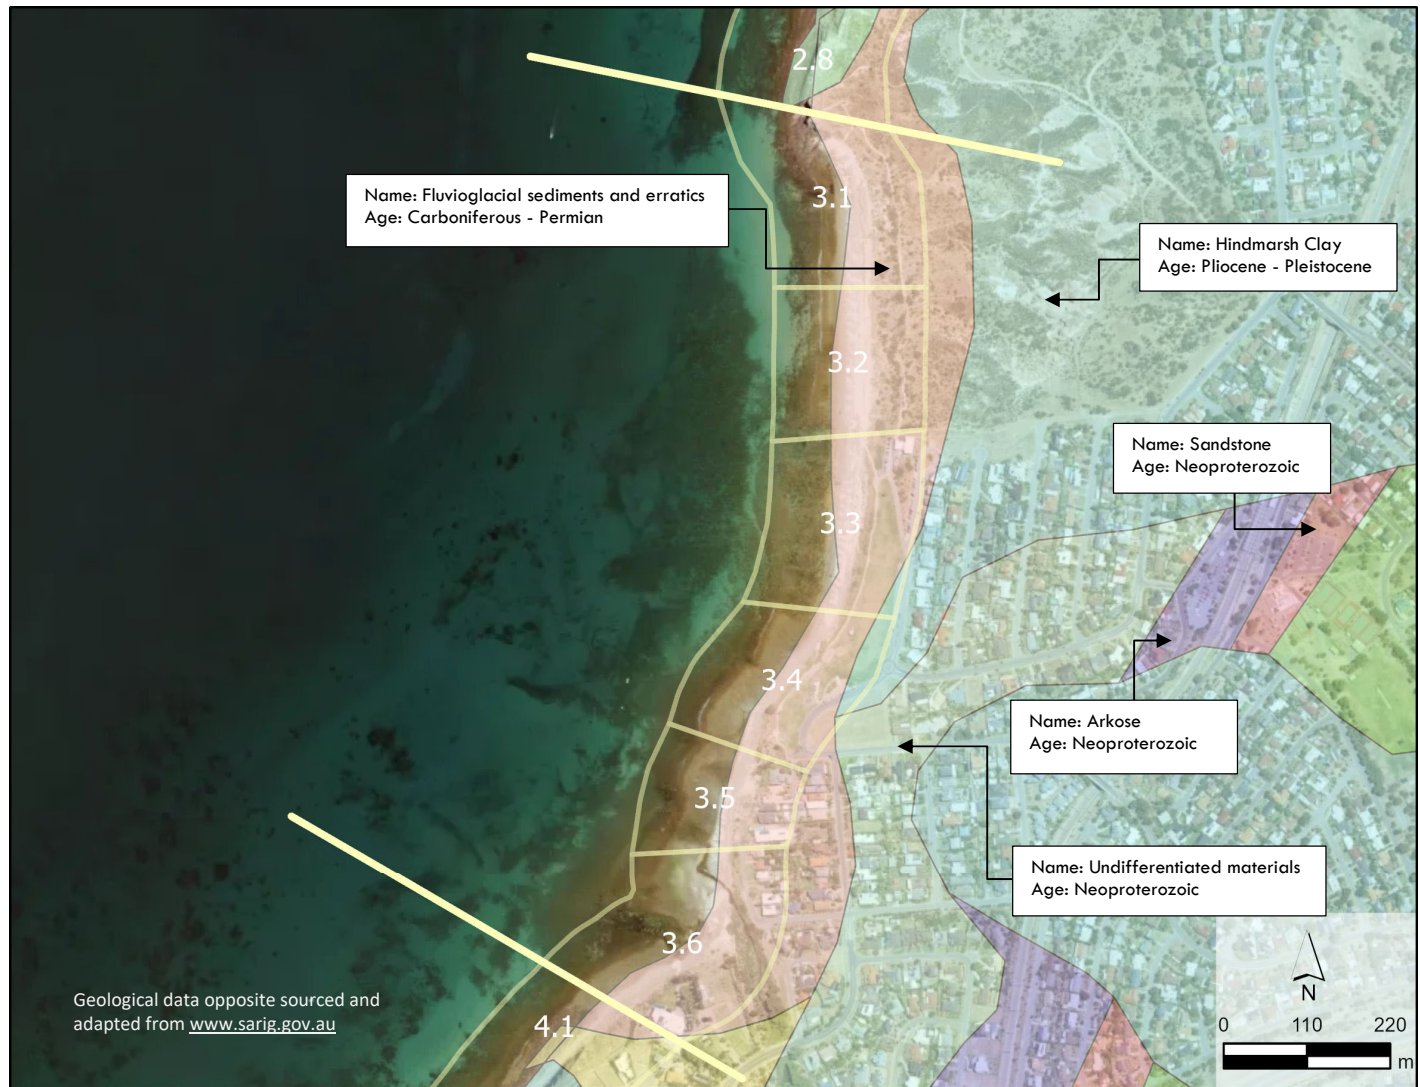 2.8
Name: Fluvioglacial sediments and erratics
Age: Carboniferous - Permian
3.1
Name: Hindmarsh Clay
Age: Pliocene - Pleistocene
3.2
Name: Sandstone
Age: Neoproterozoic
3.3
3.4
Name: Arkose
Age: Neoproterozoic
3.5
Name: Undifferentiated materials
Age: Neoproterozoic
3.6
Geological data opposite sourced and
adapted from www.sarig.gov.au
4.1
N
0 110 220
m